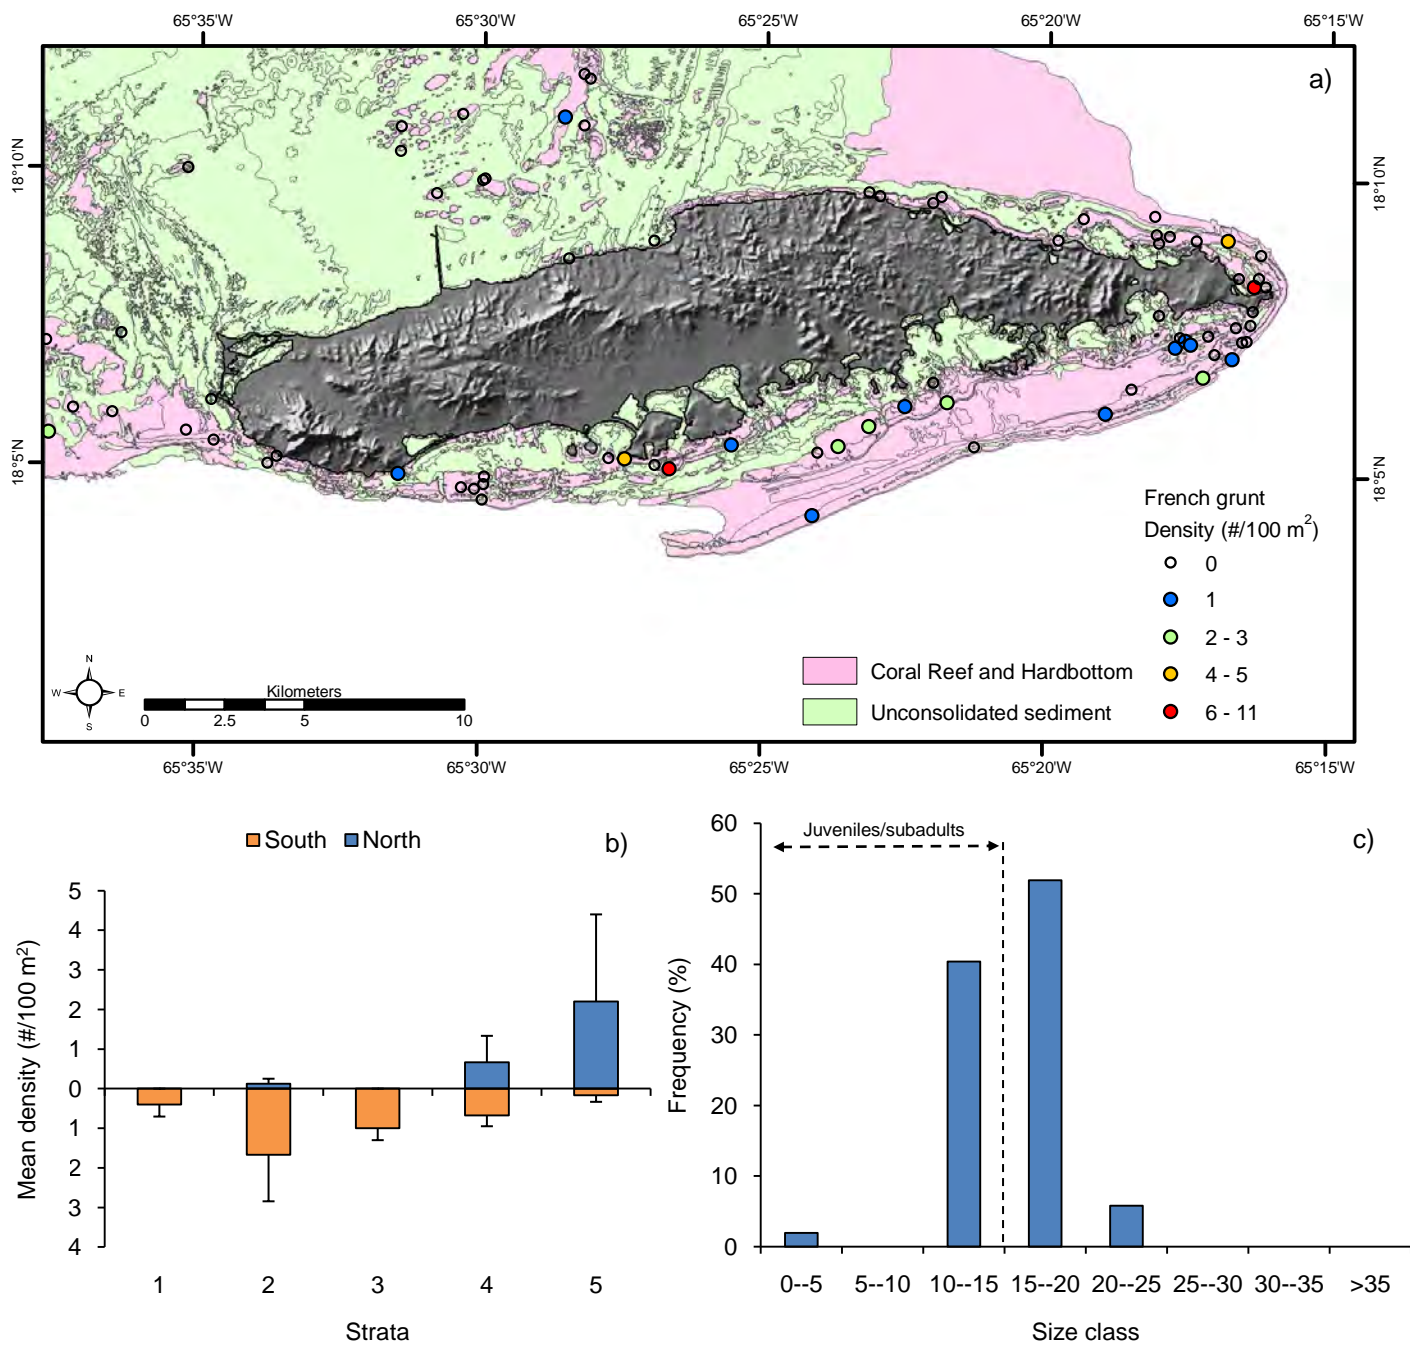 65°35'W 65°30'W 65°25'W 65°20'W 65°15'W
a)
18°10'N 18°10'N
18°5'N 18°5'N
French grunt
Density (#/100 m2)
0
1
2 - 3
4 - 5
6 - 11
Coral Reef and Hardbottom
Unconsolidated sediment
N
W E
S
Kilometers
0 2.5 5 10
65°35'W 65°30'W 65°25'W 65°20'W 65°15'W
South North
b)
Mean density (#/100 m2)
5
4
3
2
1
0
1
2
3
4
1 2 3 4 5
Strata
c)
Juveniles/subadults
Frequency (%)
60
50
40
30
20
10
0
0--5 5--10 10--15 15--20 20--25 25--30 30--35 >35
Size class